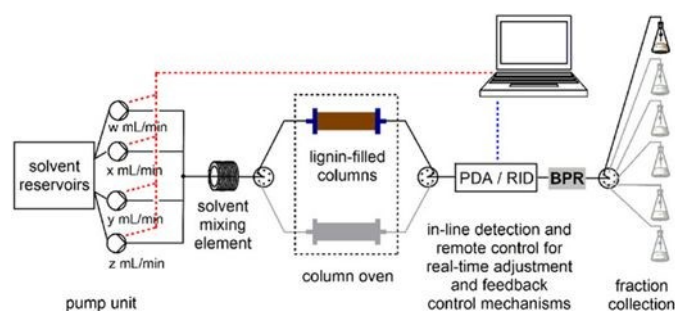 w mL/min
x mL/min
y mL/min
z mL/min
solvent
reservoirs
pump unit
solvent
mixing
element
lignin-filled
columns
column oven
PDA / RID
BPR
in-line detection and
remote control for
real-time adjustment
and feedback
control mechanisms
fraction
collection